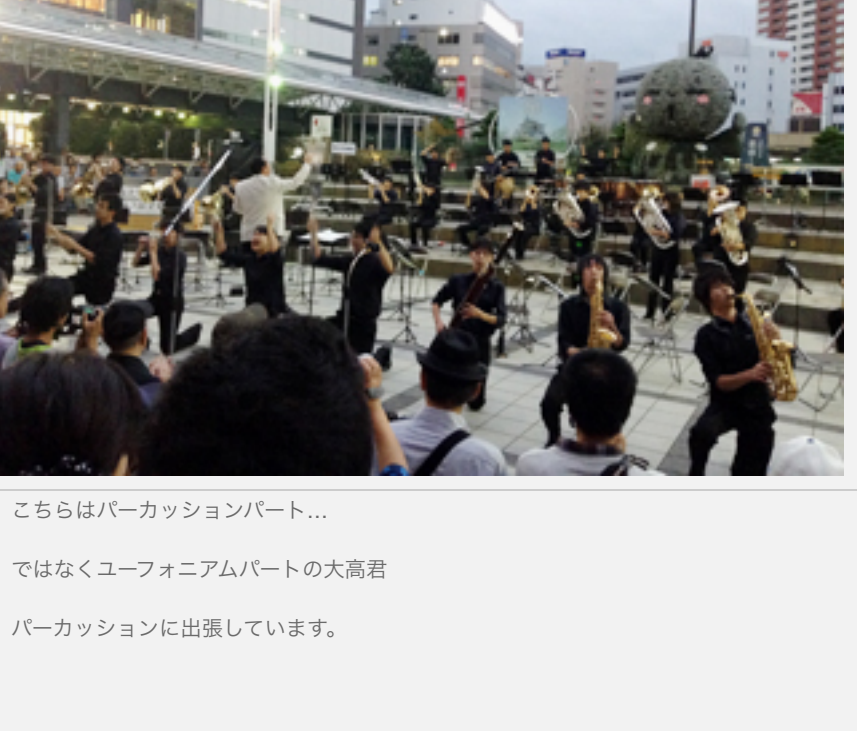 こちらはパーカッションパート…
ではなくユーフォニアムパートの大高君
パーカッションに出張しています。